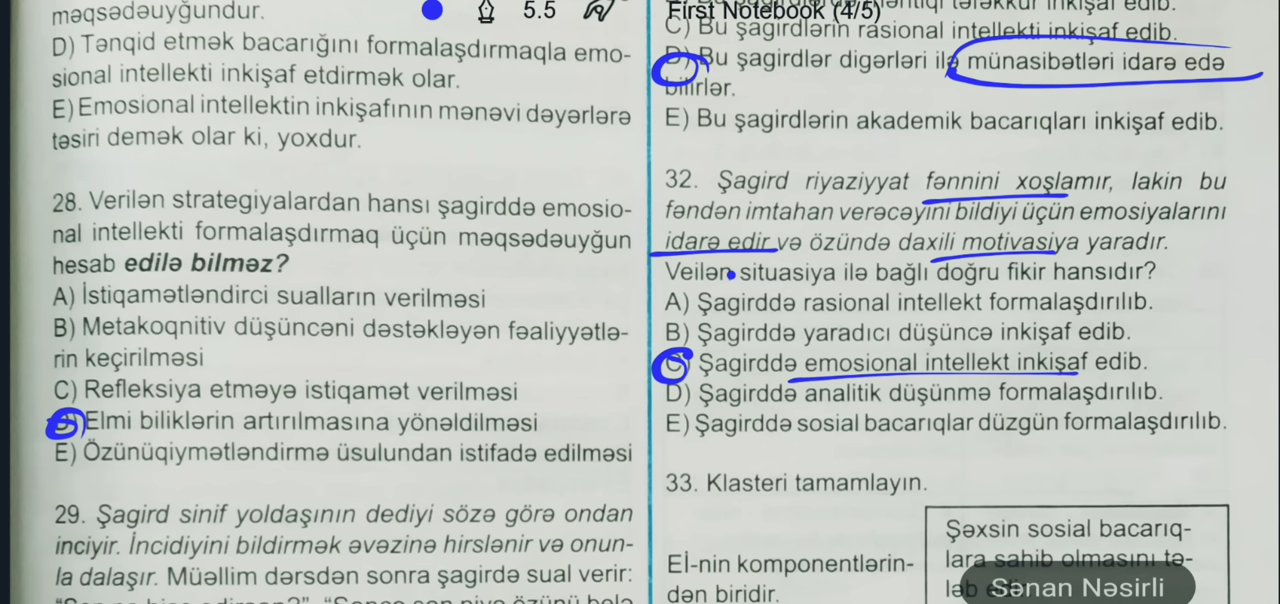 məqsədəuyğundur.
D) Tənqid etmək bacarığını formalaşdırmaqla emo-
sional intellekti inkişaf etdirmək olar.
E) Emosional intellektin inkişafının mənəvi dəyərlərə
təsiri demək olar ki, yoxdur.
28. Verilən strategiyalardan hansı şagirddə emosio-
nal intellekti formalaşdırmaq üçün məqsədəuyğun
hesab edilə bilməz?
A) İstiqamətləndirci sualların verilməsi
B) Metakoqnitiv düşüncəni dəstəkləyən fəaliyyətlə-
rin keçirilməsi
C) Refleksiya etməyə istiqamət verilməsi
D) Elmi biliklərin artırılmasına yönəldilməsi
E) Özünüqiymətləndirmə üsulundan istifadə edilməsi
29. Şagird sinif yoldaşının dediyi sözə görə ondan
inciyir. İncidiyini bildirmək əvəzinə hirslənir və onun-
la dalaşır. Müəllim dərsdən sonra şagirdə sual verir:
5.5
First Notebook (4/5)
təfəkkür inkişaf edib.
C) Bu şagirdlərin rasional intellekti inkişaf edib.
D) Bu şagirdlər digərləri ilə münasibətləri idarə edə
bilirlər.
E) Bu şagirdlərin akademik bacarıqları inkişaf edib.
32. Şagird riyaziyyat fənnini xoşlamır, lakin bu
fəndən imtahan verəcəyini bildiyi üçün emosiyalarını
idarə edir və özündə daxili motivasiya yaradır.
Veilən situasiya ilə bağlı doğru fikir hansıdır?
A) Şagirddə rasional intellekt formalaşdırılıb.
B) Şagirddə yaradıcı düşüncə inkişaf edib.
C) Şagirddə emosional intellekt inkişaf edib.
D) Şagirddə analitik düşünmə formalaşdırılıb.
E) Şagirddə sosial bacarıqlar düzgün formalaşdırılıb.
33. Klasteri tamamlayın.
Eİ-nin komponentlərin-
dən biridir.
Şəxsin sosial bacarıq-
lara sahib olmasını tə-
ləb
Sənan Nəsirli